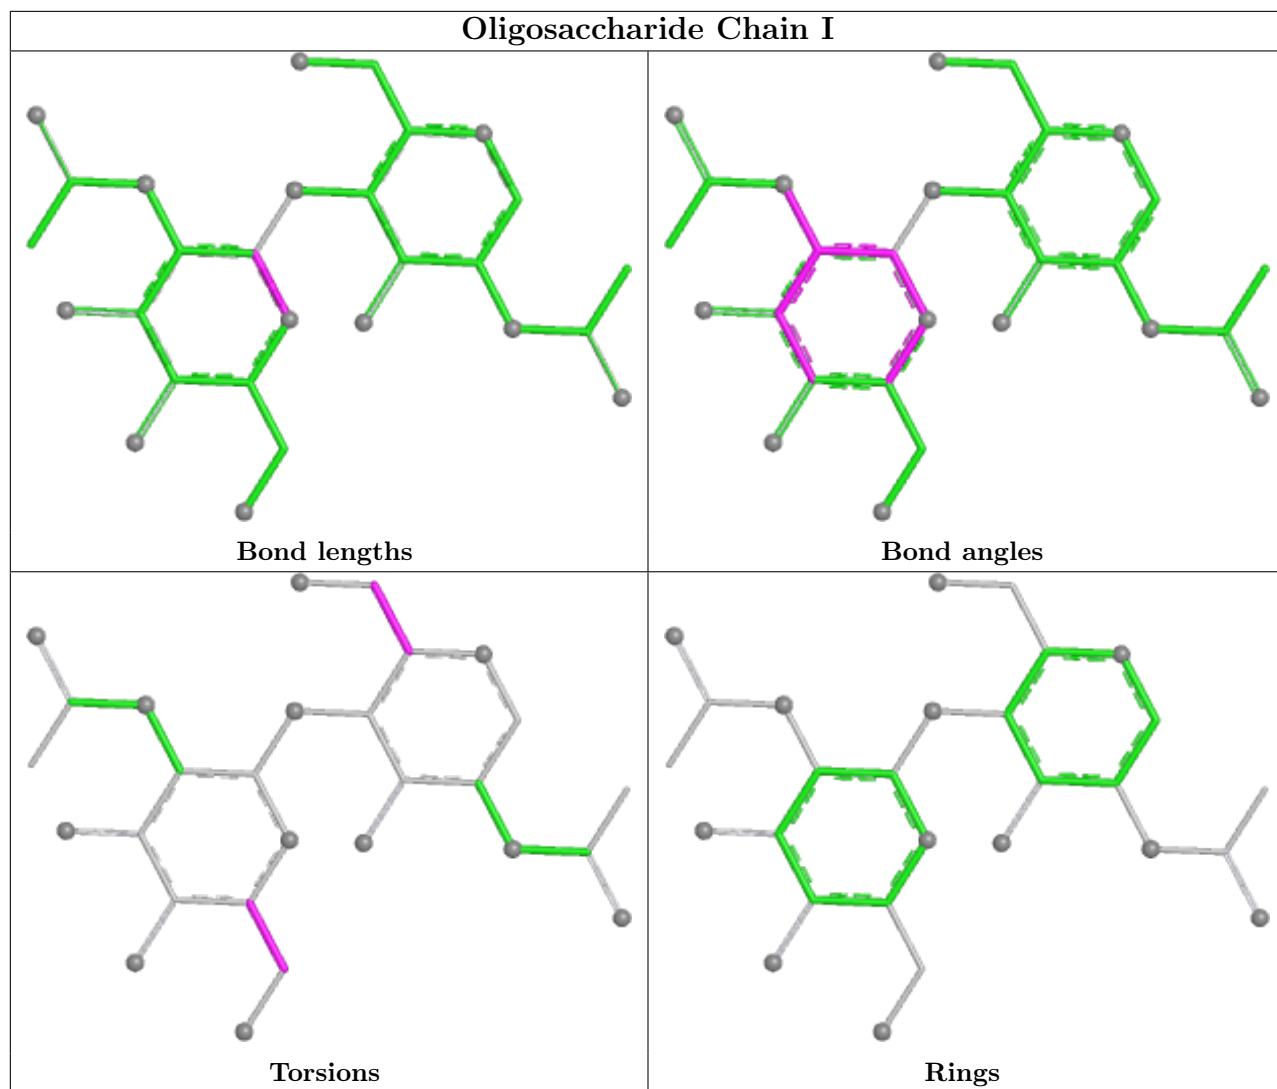 Oligosaccharide Chain I
Bond lengths
Bond angles
Torsions
Rings